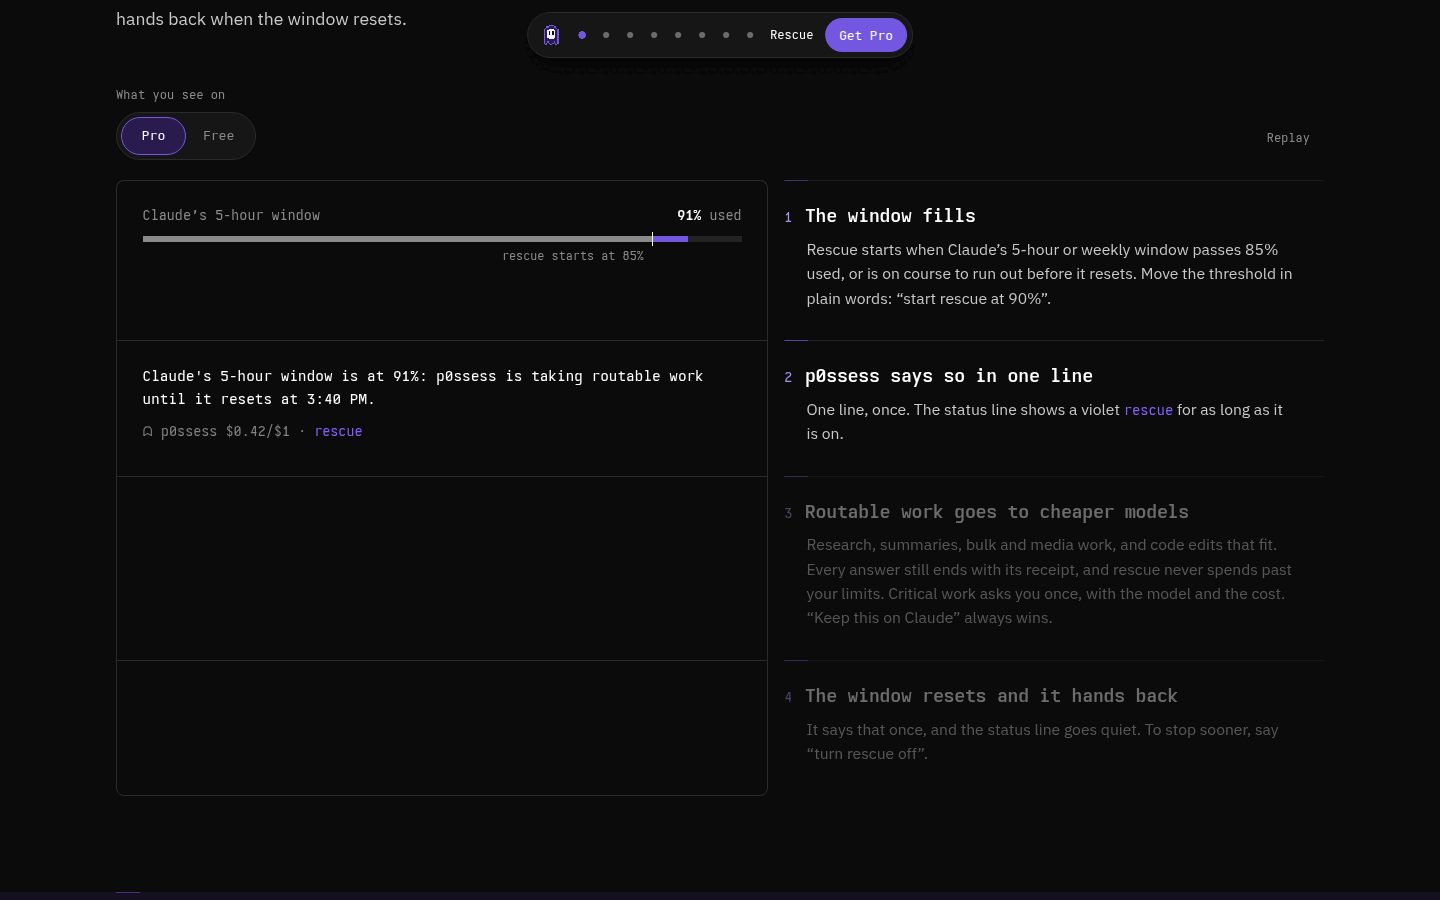 hands back when the window resets.
Rescue
Get Pro
What you see on
Pro
Free
Replay
Claude’s 5-hour window
91% used
rescue starts at 85%
1 The window fills
Rescue starts when Claude’s 5-hour or weekly window passes 85%
used, or is on course to run out before it resets. Move the threshold in
plain words: “start rescue at 90%”.
Claude's 5-hour window is at 91%: p0ssess is taking routable work
until it resets at 3:40 PM.
p0ssess $0.42/$1 · rescue
2 p0ssess says so in one line
One line, once. The status line shows a violet rescue for as long as it
is on.
3 Routable work goes to cheaper models
Research, summaries, bulk and media work, and code edits that fit.
Every answer still ends with its receipt, and rescue never spends past
your limits. Critical work asks you once, with the model and the cost.
“Keep this on Claude” always wins.
4 The window resets and it hands back
It says that once, and the status line goes quiet. To stop sooner, say
“turn rescue off”.